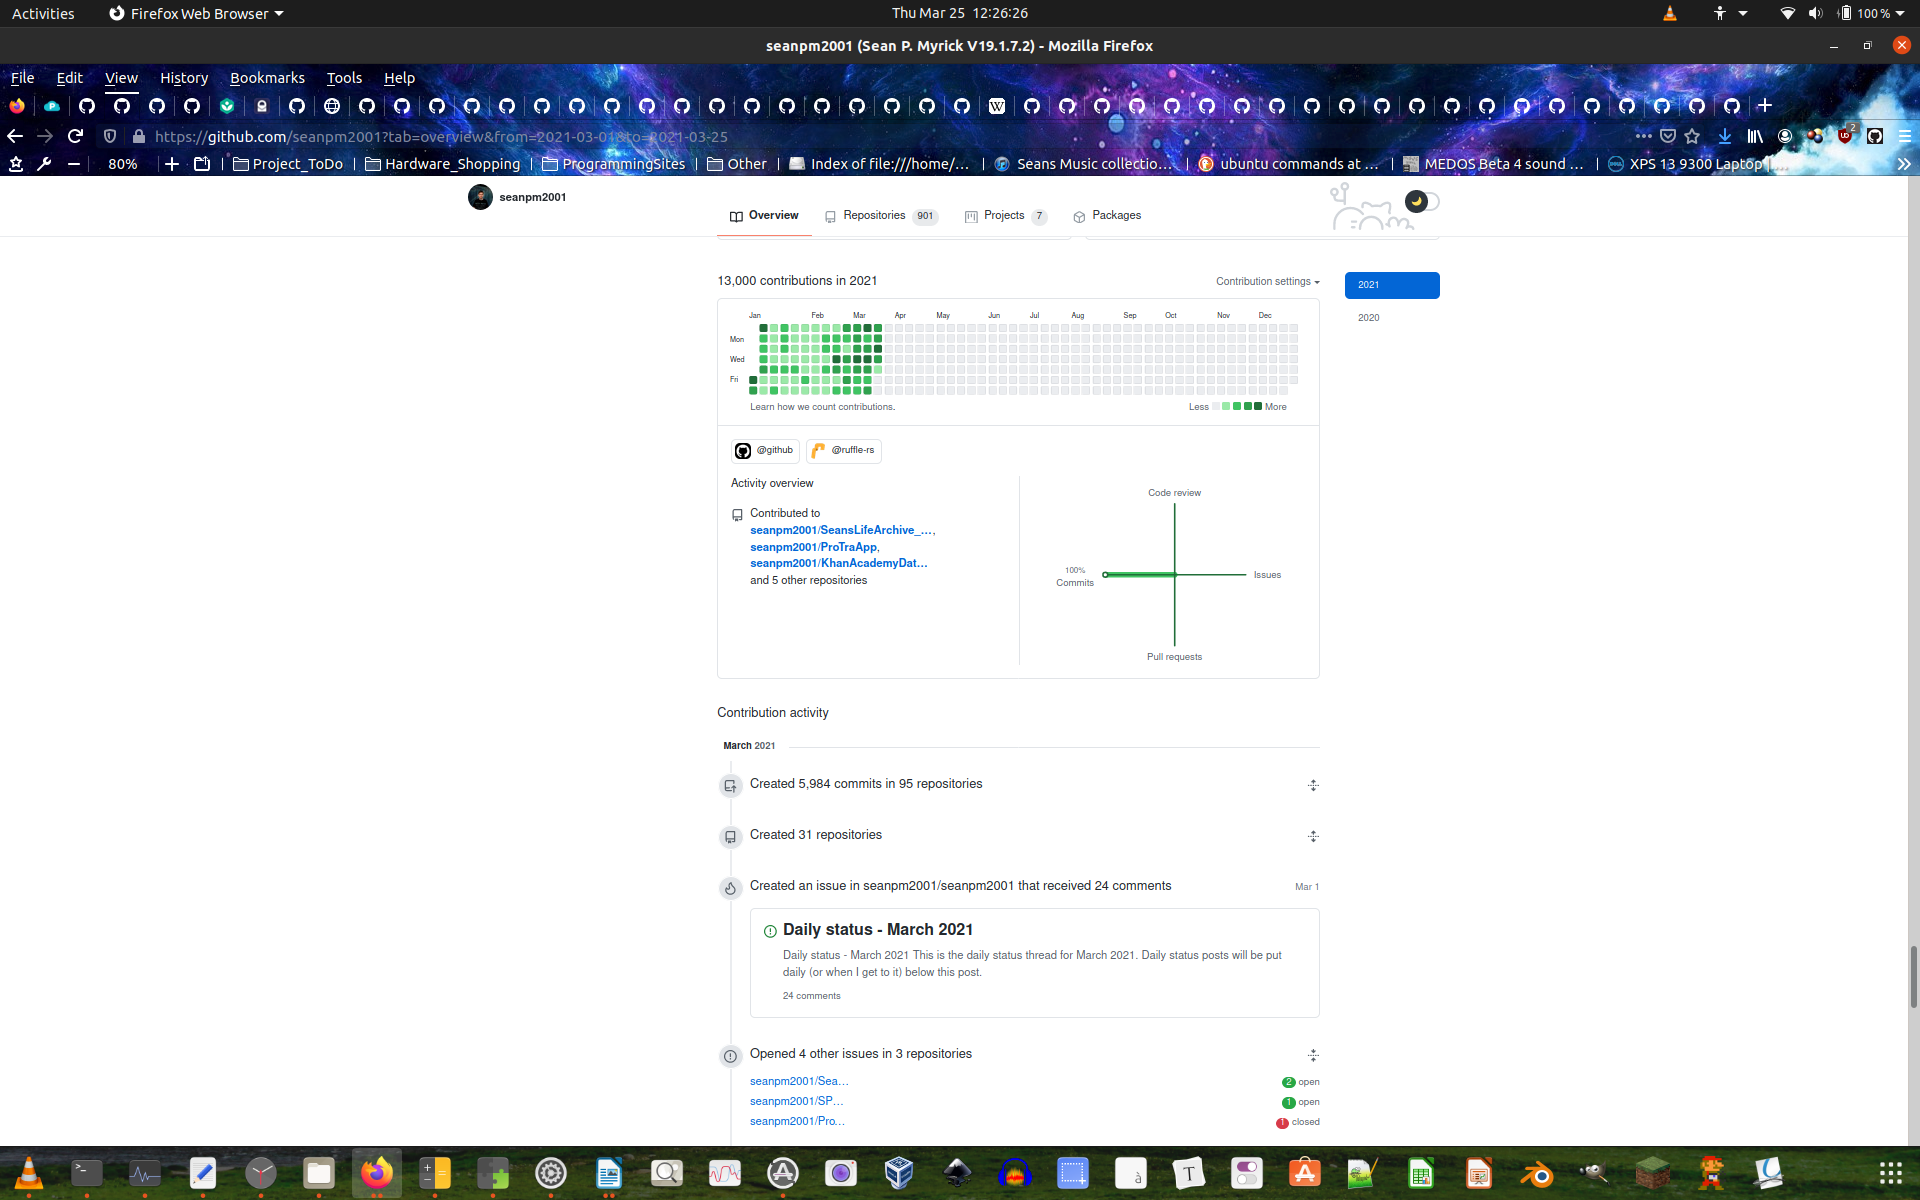 Activities
Firefox Web Browser
Thu Mar 25 12:26:26
100 %
seanpm2001 (Sean P. Myrick V19.1.7.2) - Mozilla Firefox
File Edit View History Bookmarks Tools Help
https://github.com/seanpm2001?tab=overview&from=2021-03-01&to=2021-03-25
2
80%
Project_ToDo
Hardware_Shopping
ProgrammingSites
Other
Index of file:///home/...
Seans Music collectio...
ubuntu commands at ...
MEDOS Beta 4 sound ...
XPS 13 9300 Laptop
seanpm2001
Overview
Repositories 901
Projects 7
Packages
13,000 contributions in 2021
Contribution settings
2021
2020
Jan Feb Mar Apr May Jun Jul Aug Sep Oct Nov Dec
Mon
Wed
Fri
Learn how we count contributions.
Less More
@github
@ruffle-rs
Activity overview
Contributed to
seanpm2001/SeansLifeArchive_...,
seanpm2001/ProTraApp,
seanpm2001/KhanAcademyDat...
and 5 other repositories
Code review
100%
Commits
Issues
Pull requests
Contribution activity
March 2021
Created 5,984 commits in 95 repositories
Created 31 repositories
Created an issue in seanpm2001/seanpm2001 that received 24 comments
Mar 1
Daily status - March 2021
Daily status - March 2021 This is the daily status thread for March 2021. Daily status posts will be put
daily (or when I get to it) below this post.
24 comments
Opened 4 other issues in 3 repositories
seanpm2001/Sea...
2 open
seanpm2001/SP...
1 open
seanpm2001/Pro...
1 closed